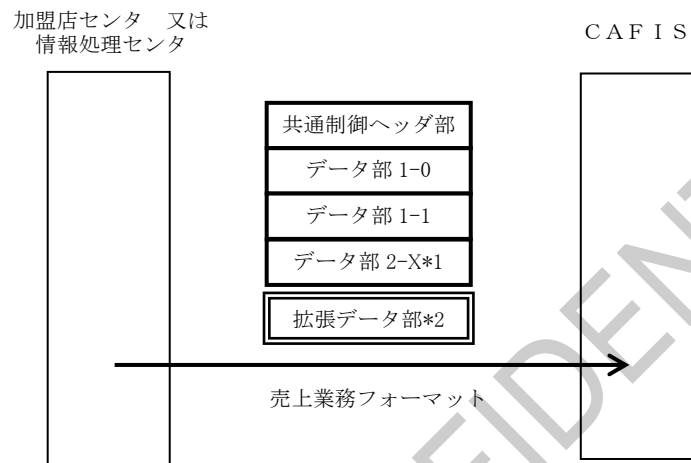 加盟店センタ　又は
情報処理センタ
ＣＡＦＩＳ
共通制御ヘッダ部
データ部 1-0
データ部 1-1
データ部 2-X*1
拡張データ部*2
売上業務フォーマット